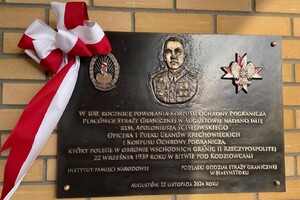 W 100. ROCZNICĘ POWOŁANIA KORPUSU OCHRONY POGRANICZA
PLACÓWCE STRAŻY GRANICZNEJ W AUGUSTOWIE NADANO IMIĘ
RTM. APOLONIUSZA ŚCISŁOWSKIEGO
OFICERA 1 PUŁKU UŁANÓW KRECHOWIECKICH
I KORPUSU OCHRONY POGRANICZA,
KTÓRY POLEGŁ W OBRONIE WSCHODNICH GRANIC II RZECZYPOSPOLITEJ
22 WRZEŚNIA 1939 ROKU W BITWIE POD KODZIOWCAMI
INSTYTUT PAMIĘCI NARODOWEJ
PODLASKI ODDZIAŁ STRAŻY GRANICZNEJ
W BIAŁYMSTOKU
AUGUSTÓW, 22 LISTOPADA 2024 ROKU